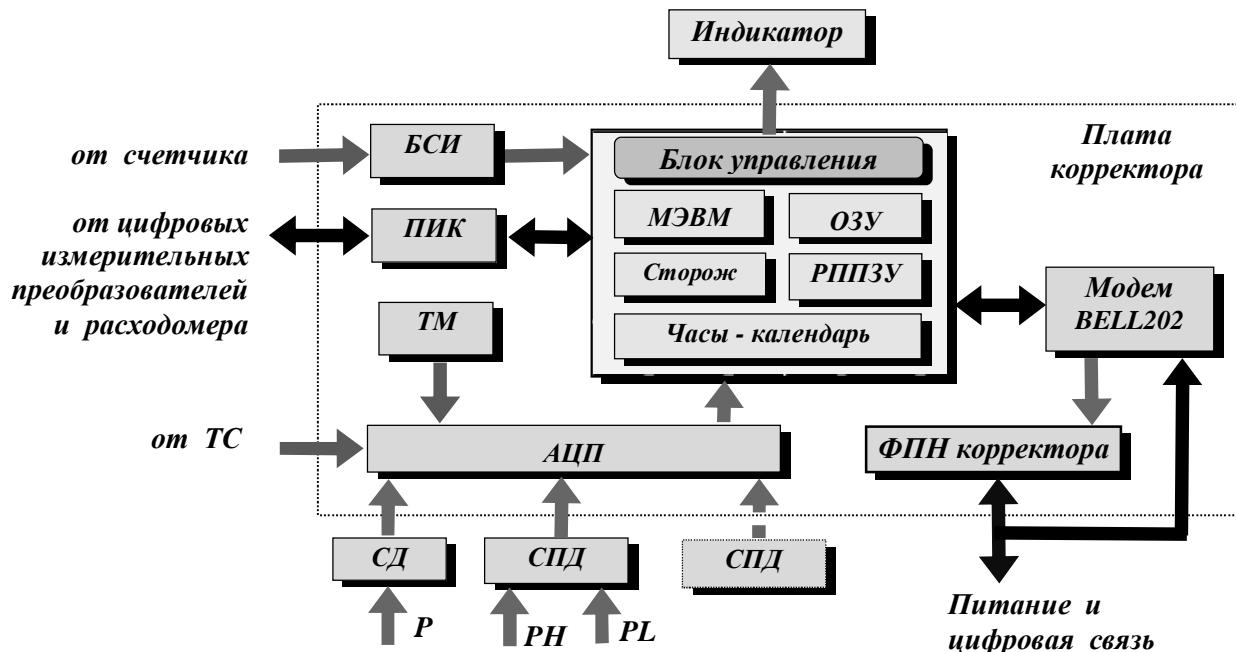 Индикатор
Плата
корректора
от счетчика
БСИ
Блок управления
от цифровых
измерительных
преобразователей
и расходомера
ПИК
МЭВМ
ОЗУ
Сторож
РППЗУ
Часы - календарь
Модем
BELL202
ТМ
от ТС
АЦП
ФПН корректора
СД
СПД
СПД
P
PH
PL
Питание и
цифровая связь